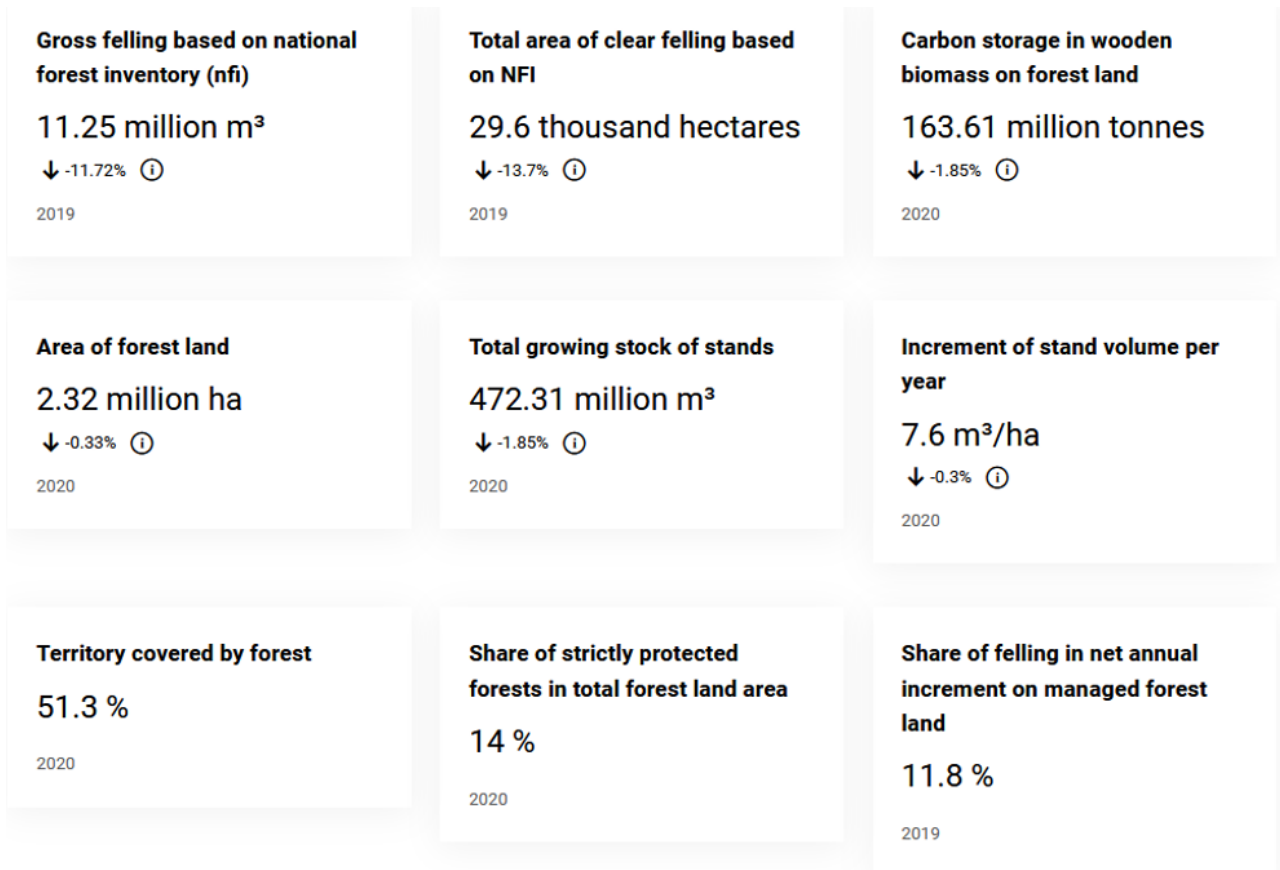 Gross felling based on national
forest inventory (nfi)
11.25 million m³
↓ -11.72%
2019
Total area of clear felling based
on NFI
29.6 thousand hectares
↓ -13.7%
2019
Carbon storage in wooden
biomass on forest land
163.61 million tonnes
↓ -1.85%
2020
Area of forest land
2.32 million ha
↓ -0.33%
2020
Total growing stock of stands
472.31 million m³
↓ -1.85%
2020
Increment of stand volume per
year
7.6 m³/ha
↓ -0.3%
2020
Territory covered by forest
51.3 %
2020
Share of strictly protected
forests in total forest land area
14 %
2020
Share of felling in net annual
increment on managed forest
land
11.8 %
2019